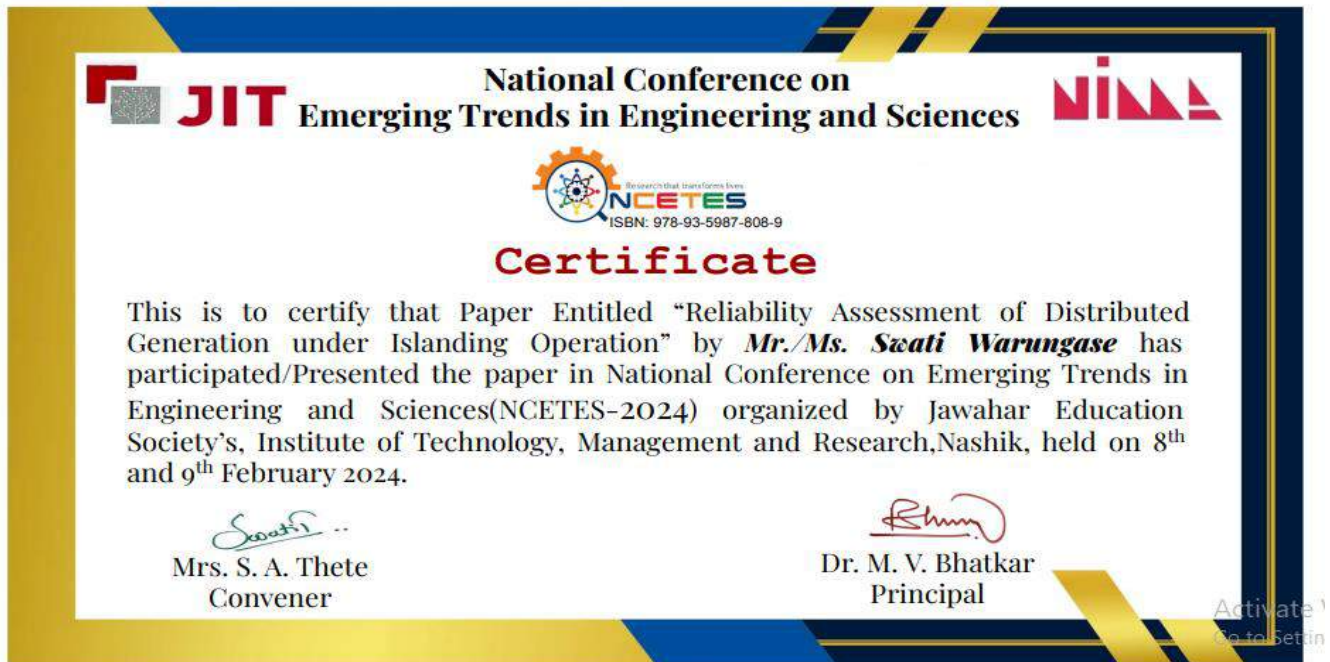 JIT
National Conference on
Emerging Trends in Engineering and Sciences
NIMA
Research that transforms lives
NCETES
ISBN: 978-93-5987-808-9
Certificate
This is to certify that Paper Entitled “Reliability Assessment of Distributed
Generation under Islanding Operation” by Mr./Ms. Swati Warungase has
participated/Presented the paper in National Conference on Emerging Trends in
Engineering and Sciences(NCETES-2024) organized by Jawahar Education
Society’s, Institute of Technology, Management and Research,Nashik, held on 8th
and 9th February 2024.
Swati
Mrs. S. A. Thete
Convener
Dr. M. V. Bhatkar
Principal
Activate
Go to Settin